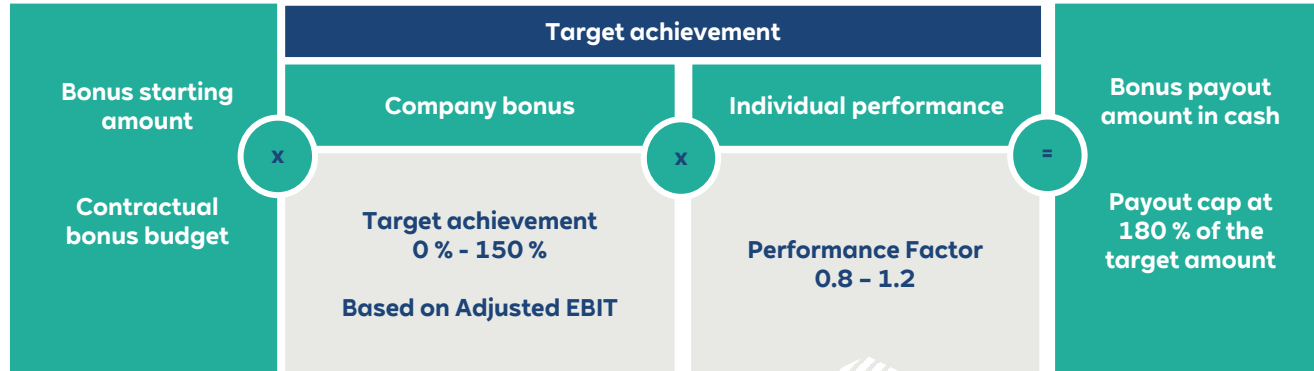 Target achievement
Bonus starting
amount
Contractual
bonus budget
x
Company bonus
Target achievement
0 % - 150 %
Based on Adjusted EBIT
x
Individual performance
Performance Factor
0.8 – 1.2
=
Bonus payout
amount in cash
Payout cap at
180 % of the
target amount